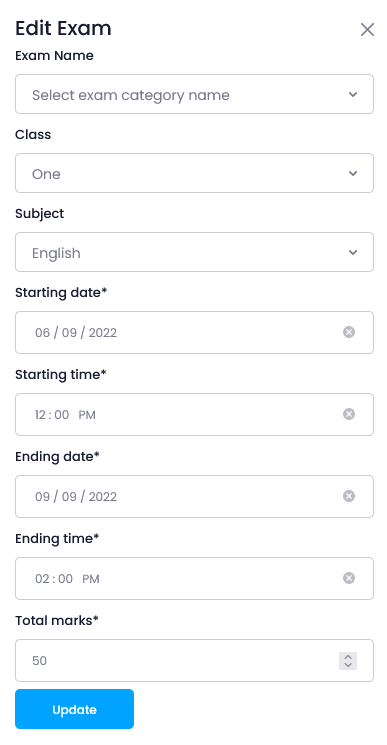 Edit Exam
Exam Name
Select exam category name
Class
One
Subject
English
Starting date*
06 / 09 / 2022
Starting time*
12 : 00 PM
Ending date*
09 / 09 / 2022
Ending time*
02 : 00 PM
Total marks*
50
Update